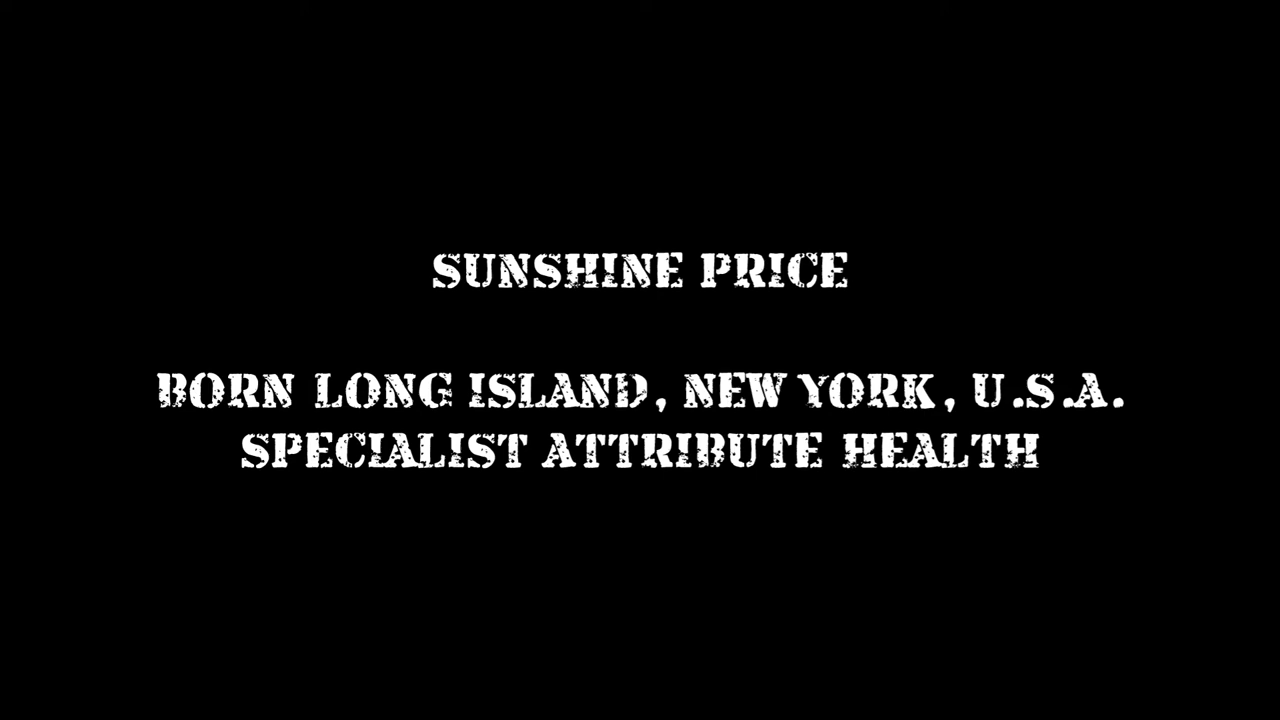 SUNSHINE PRICE
BORN LONG ISLAND, NEW YORK, U.S.A.
SPECIALIST ATTRIBUTE HEALTH